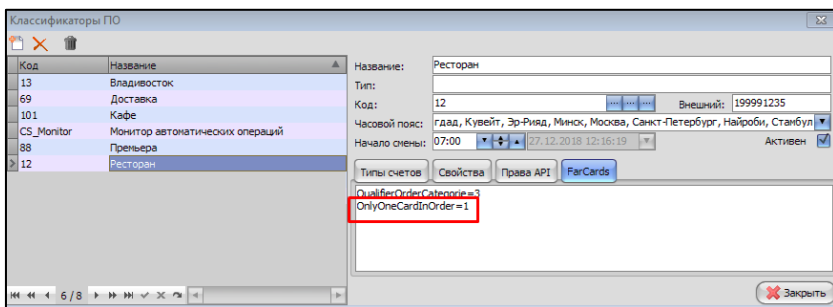 Классификаторы ПО
Код Название
13 Владивосток
69 Доставка
101 Кафе
CS_Monitor Монитор автоматических операций
88 Премьера
12 Ресторан
6 / 8
Название: Ресторан
Тип:
Код: 12 Внешний: 199991235
Часовой пояс: гдад, Кувейт, Эр-Рияд, Минск, Москва, Санкт-Петербург, Найроби, Стамбул
Начало смены: 07:00 27.12.2018 12:16:19 Активен
Типы счетов Свойства Права API FarCards
QualifierOrderCategorie=3
OnlyOneCardInOrder=1
Закрыть